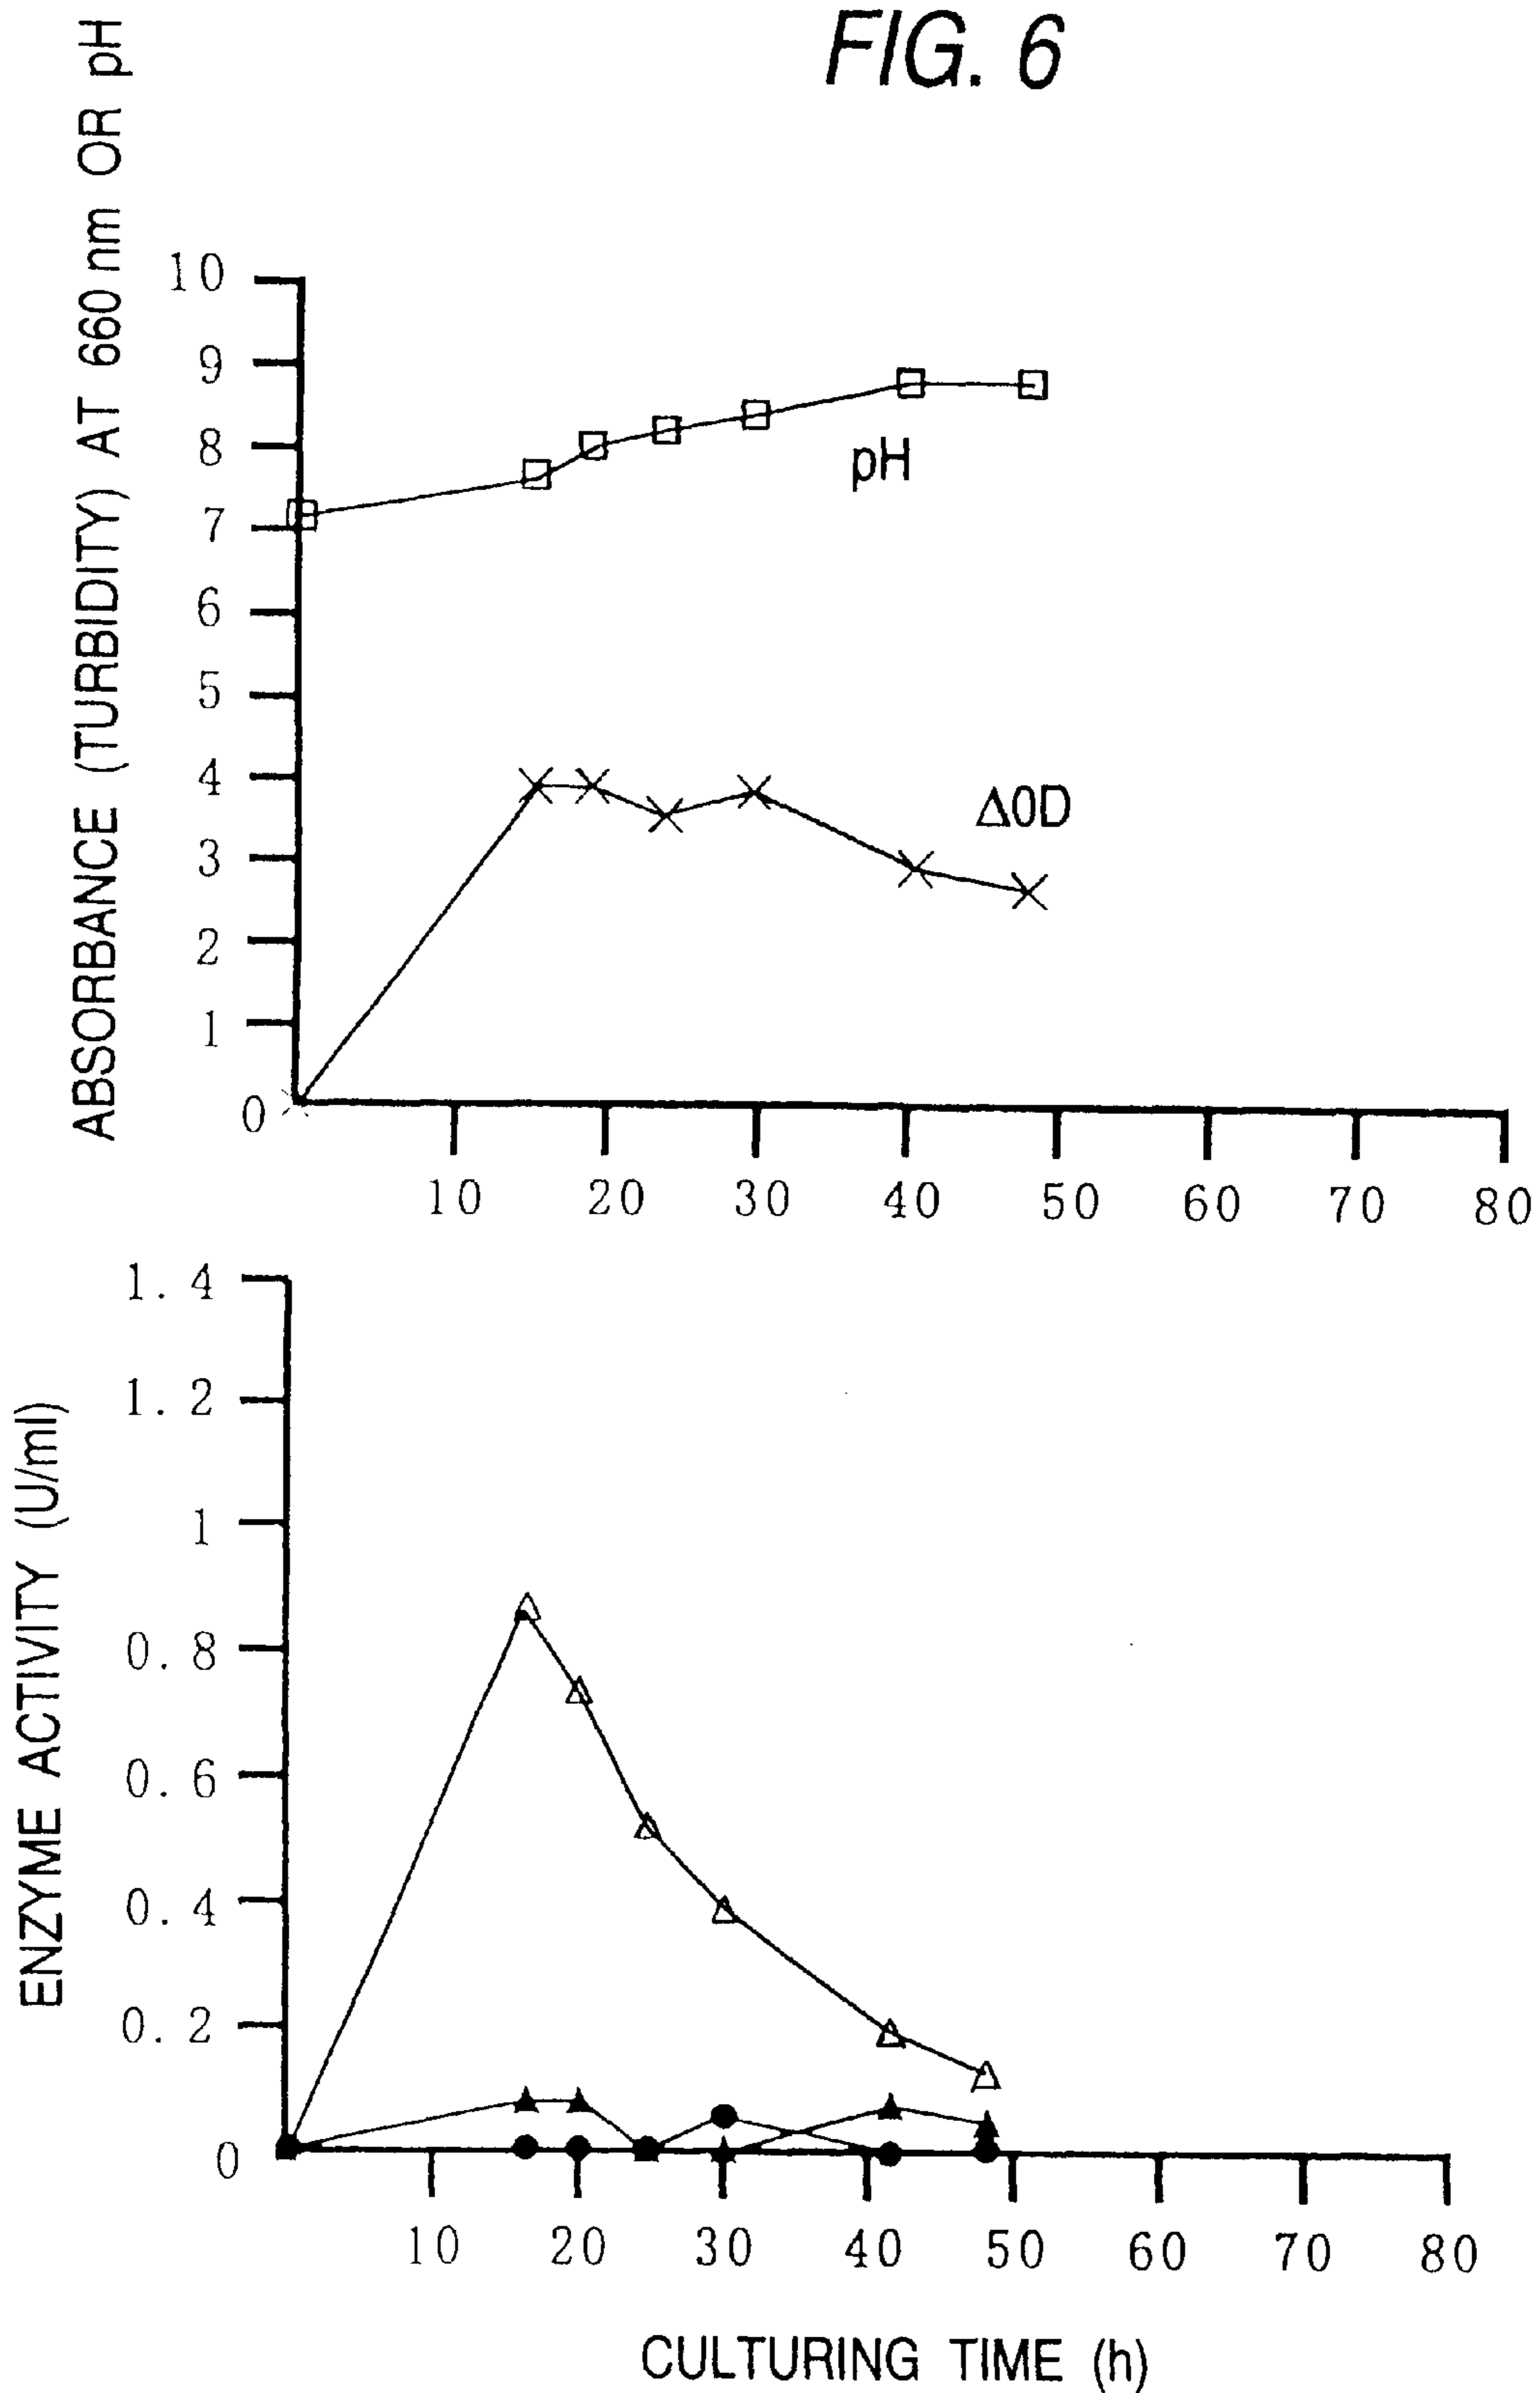 FIG. 6
ABSORBANCE (TURBIDITY) AT 660 nm OR pH
10
9
8
7
6
5
4
3
2
1
0
pH
Δ0D
10 20 30 40 50 60 70 80
ENZYME ACTIVITY (U/ml)
1.4
1.2
1
0.8
0.6
0.4
0.2
0
10 20 30 40 50 60 70 80
CULTURING TIME (h)